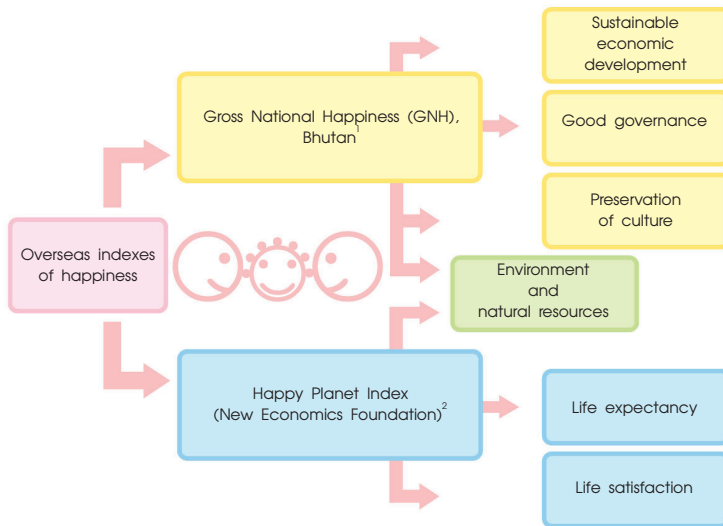 Overseas indexes
of happiness
Gross National Happiness (GNH),
Bhutan1
Sustainable
economic
development
Good governance
Preservation
of culture
Environment
and
natural resources
Happy Planet Index
(New Economics Foundation)2
Life expectancy
Life satisfaction